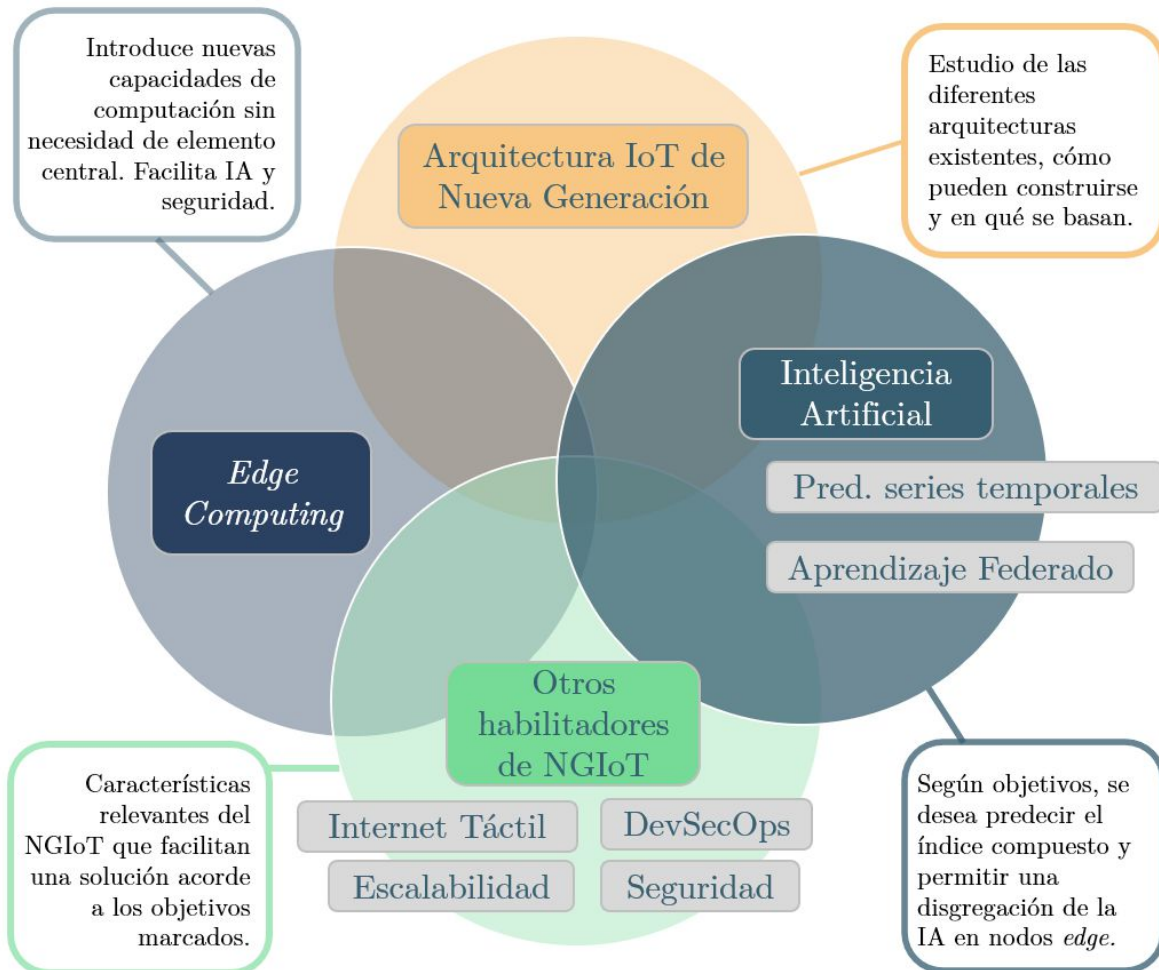 Introduce nuevas
capacidades de
computación sin
necesidad de elemento
central. Facilita IA y
seguridad.
Arquitectura IoT de
Nueva Generación
Estudio de las
diferentes
arquitecturas
existentes, cómo
pueden construirse
y en qué se basan.
Edge
Computing
Inteligencia
Artificial
Pred. series temporales
Aprendizaje Federado
Otros
habilitadores
de NGIoT
Internet Táctil
DevSecOps
Escalabilidad
Seguridad
Características
relevantes del
NGIoT que facilitan
una solución acorde
a los objetivos
marcados.
Según objetivos, se
desea predecir el
índice compuesto y
permitir una
disgregación de la
IA en nodos edge.